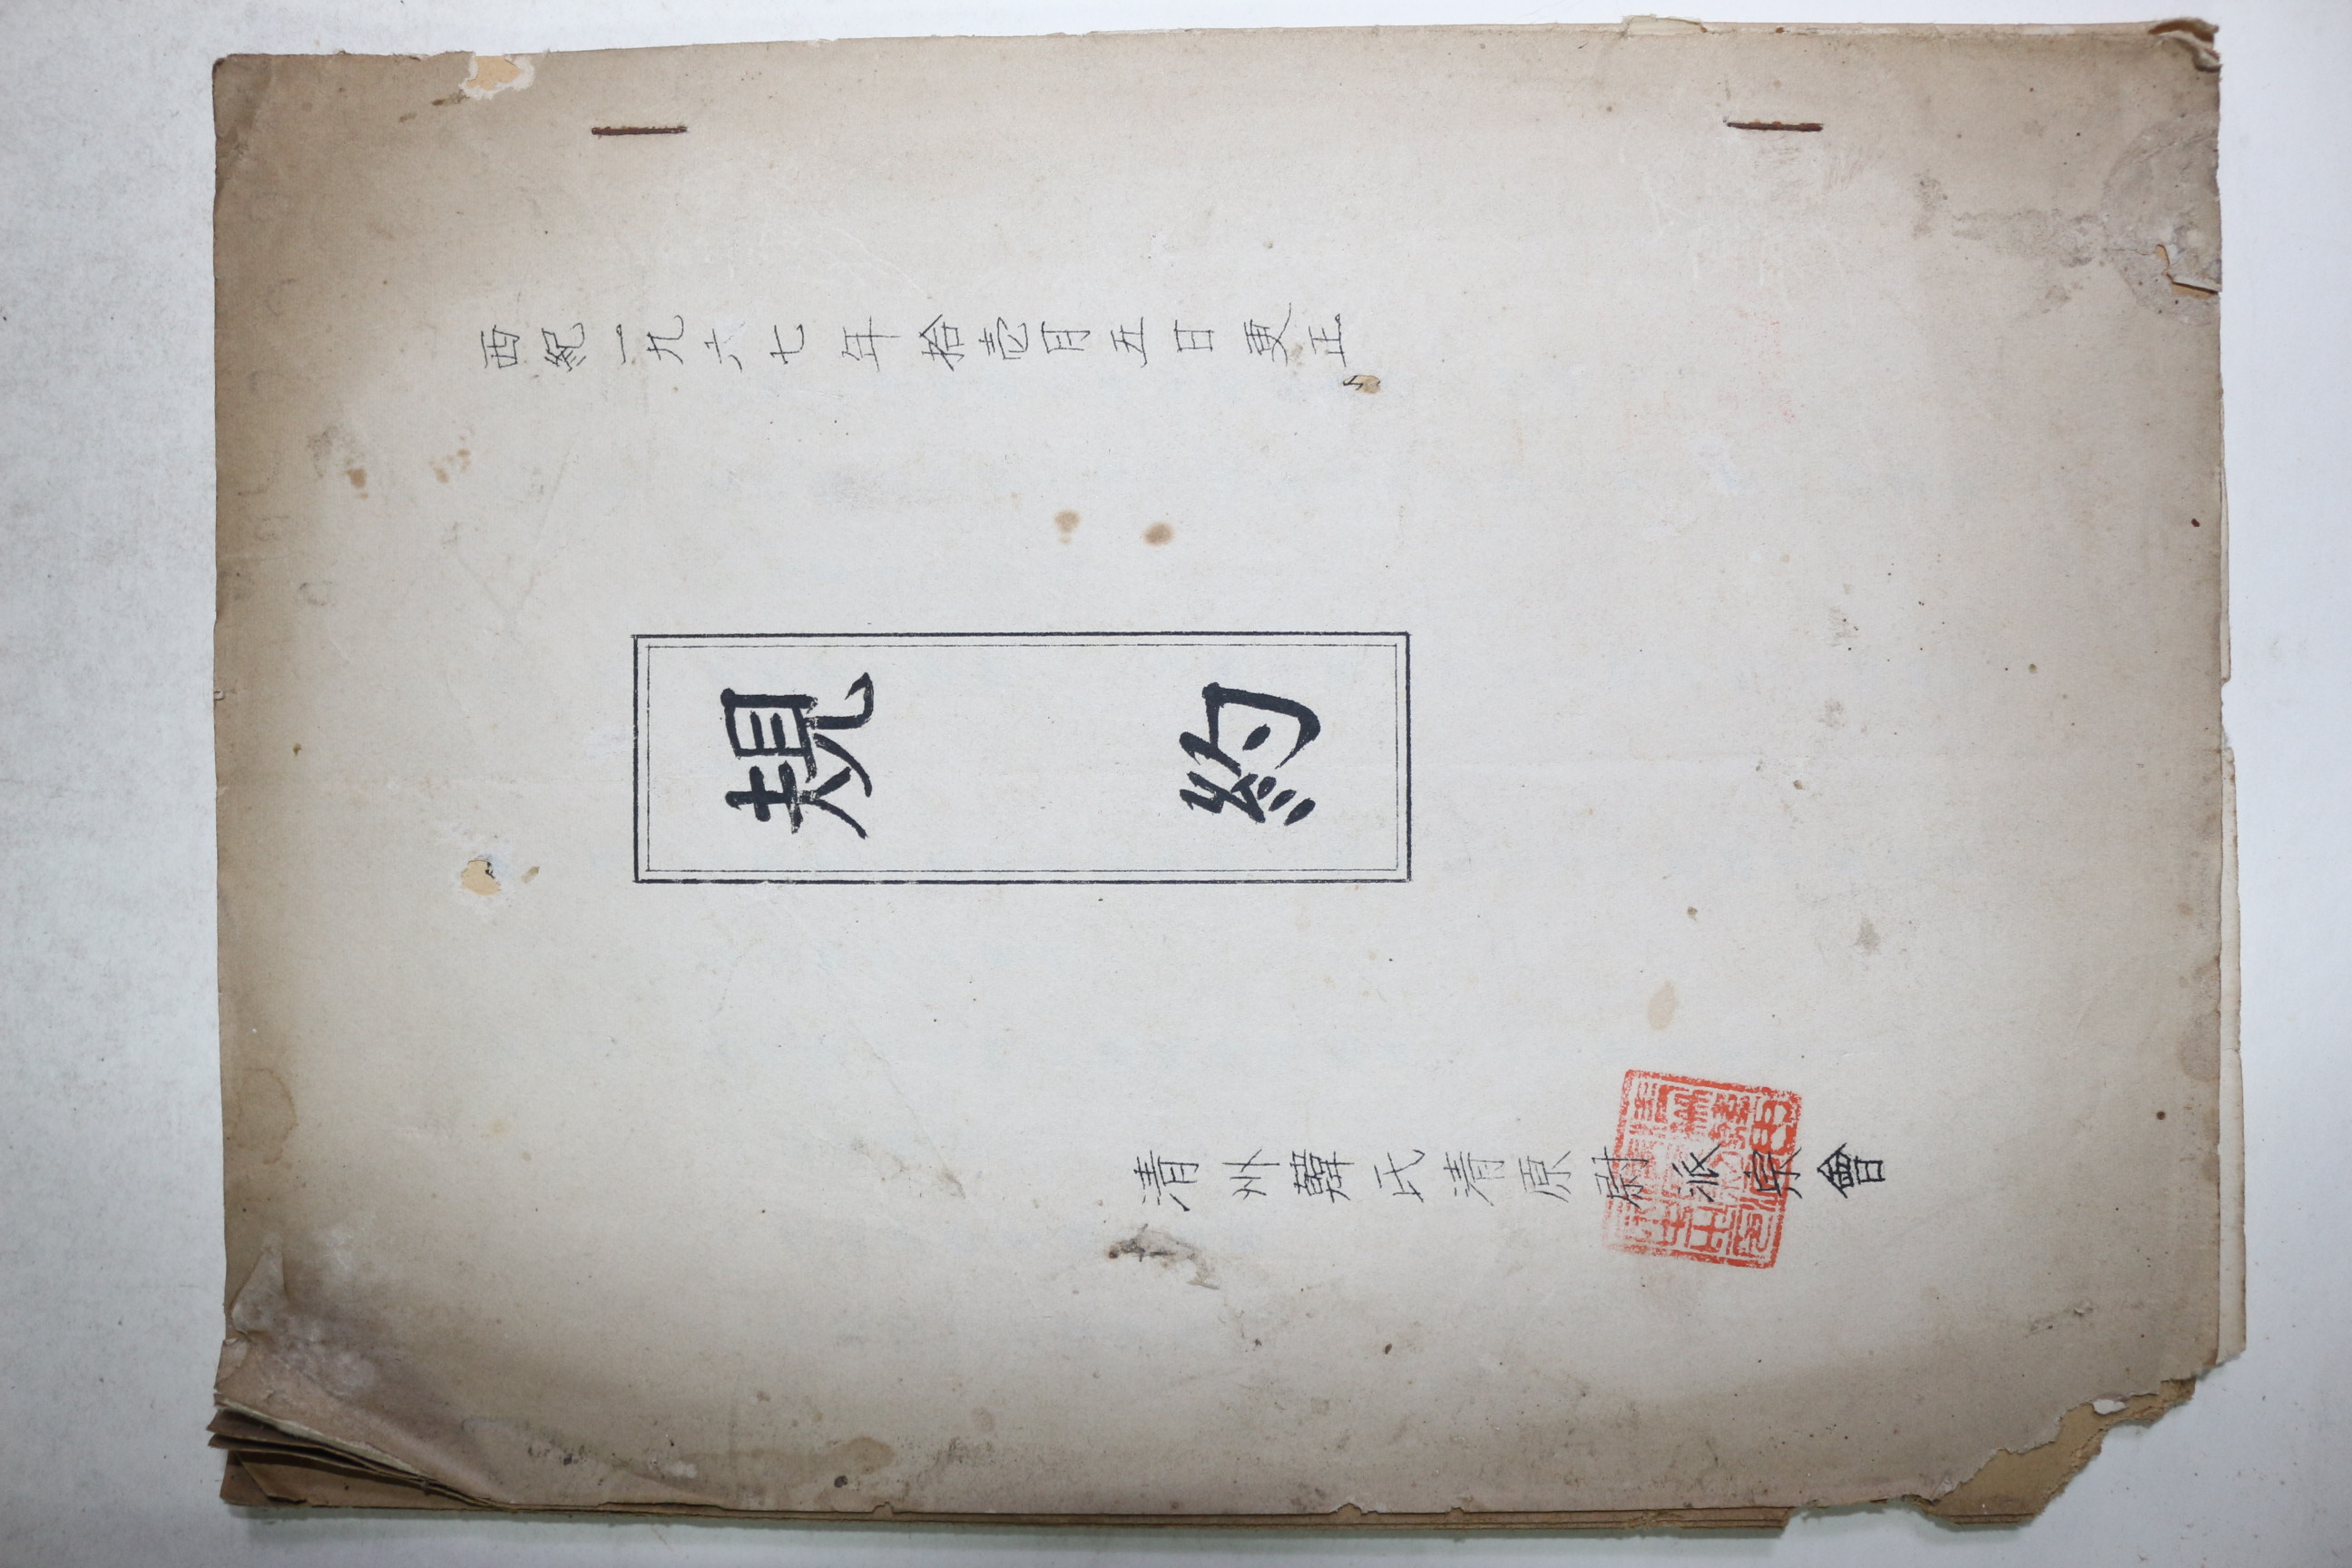 西紀一九六七年拾壱月五日更正
規約
清州韓氏清原尉派宗會